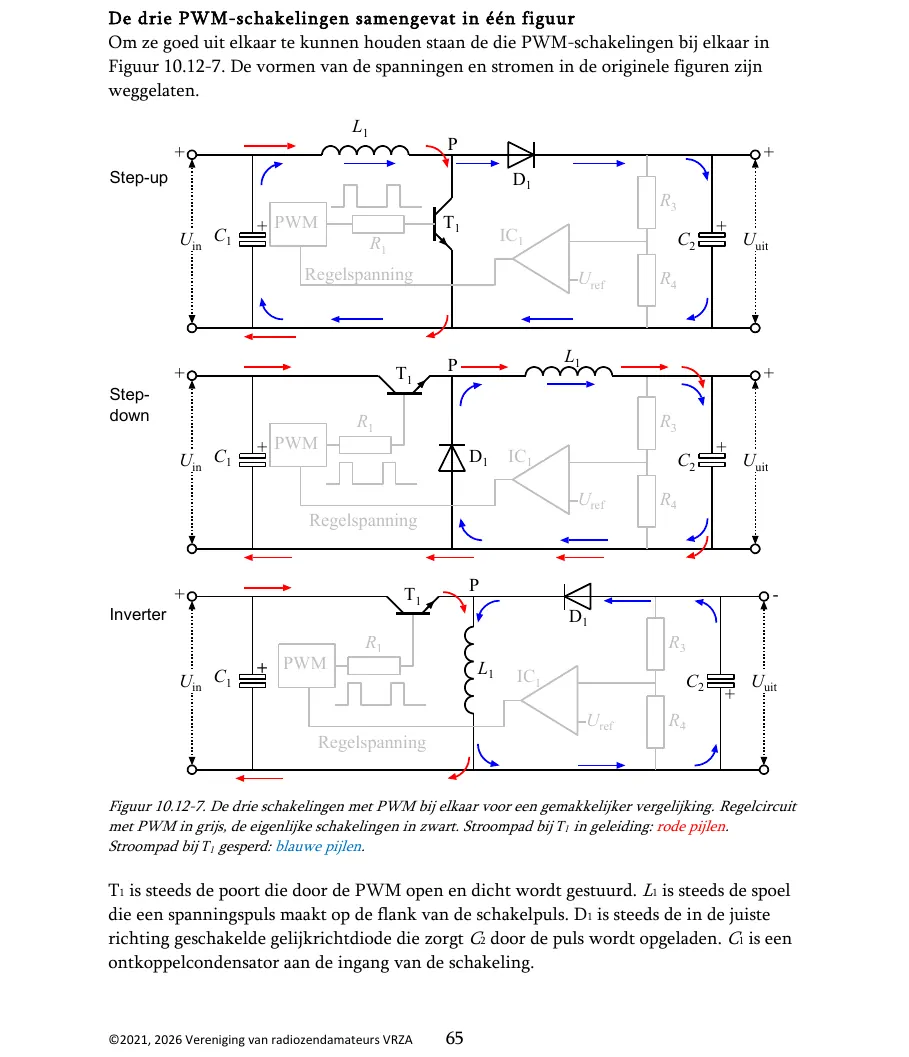 De drie PWM-schakelingen samengevat in één figuur
Om ze goed uit elkaar te kunnen houden staan de die PWM-schakelingen bij elkaar in
Figuur 10.12-7. De vormen van de spanningen en stromen in de originele figuren zijn
weggelaten.
L1
+ P +
D1
Step-up
R3
PWM
+ T1 +
Uin C1 R1 IC1 C2 Uuit
Regelspanning Uref R4
L1
+ T1 P +
Step-
down
R1 R3
+ PWM +
Uin C1 D1 IC1 C2 Uuit
Uref R4
Regelspanning
+ T1 P -
D1
Inverter
R1 R3
+ PWM
Uin C1 L1 IC1 C2 Uuit
+
Uref R4
Regelspanning
Figuur 10.12-7. De drie schakelingen met PWM bij elkaar voor een gemakkelijker vergelijking. Regelcircuit
met PWM in grijs, de eigenlijke schakelingen in zwart. Stroompad bij T1 in geleiding: rode pijlen.
Stroompad bij T1 gesperd: blauwe pijlen.
T1 is steeds de poort die door de PWM open en dicht wordt gestuurd. L1 is steeds de spoel
die een spanningspuls maakt op de flank van de schakelpuls. D1 is steeds de in de juiste
richting geschakelde gelijkrichtdiode die zorgt C2 door de puls wordt opgeladen. C1 is een
ontkoppelcondensator aan de ingang van de schakeling.
©2021, 2026 Vereniging van radiozendamateurs VRZA 65